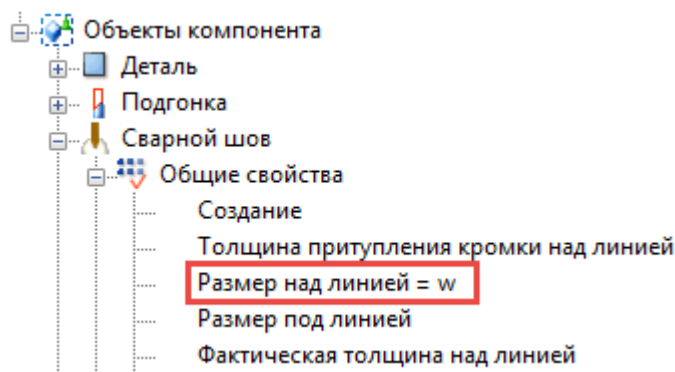 Объекты компонента
Деталь
Подгонка
Сварной шов
Общие свойства
Создание
Толщина притупления кромки над линией
Размер над линией = w
Размер под линией
Фактическая толщина над линией